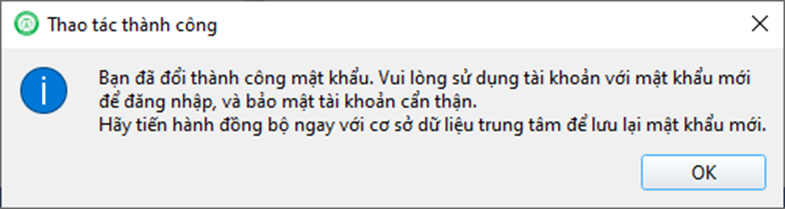 Thao tác thành công
Bạn đã đổi thành công mật khẩu. Vui lòng sử dụng tài khoản với mật khẩu mới
để đăng nhập, và bảo mật tài khoản cẩn thận.
Hãy tiến hành đồng bộ ngay với cơ sở dữ liệu trung tâm để lưu lại mật khẩu mới.
OK